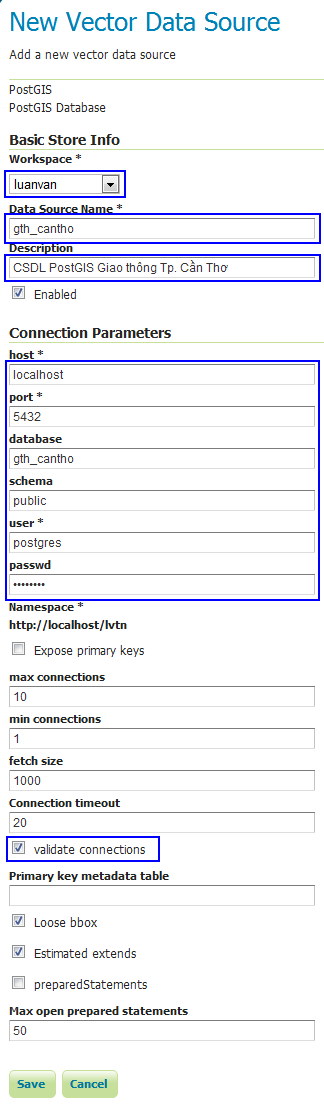 New Vector Data Source
Add a new vector data source
PostGIS
PostGIS Database
Basic Store Info
Workspace *
luanvan
Data Source Name *
gth_cantho
Description
CSDL PostGIS Giao thông Tp. Cần Thơ
Enabled
Connection Parameters
host *
localhost
port *
5432
database
gth_cantho
schema
public
user *
postgres
passwd
••••••••
Namespace *
http://localhost/lvtn
Expose primary keys
max connections
10
min connections
1
fetch size
1000
Connection timeout
20
validate connections
Primary key metadata table
Loose bbox
Estimated extends
preparedStatements
Max open prepared statements
50
Save Cancel